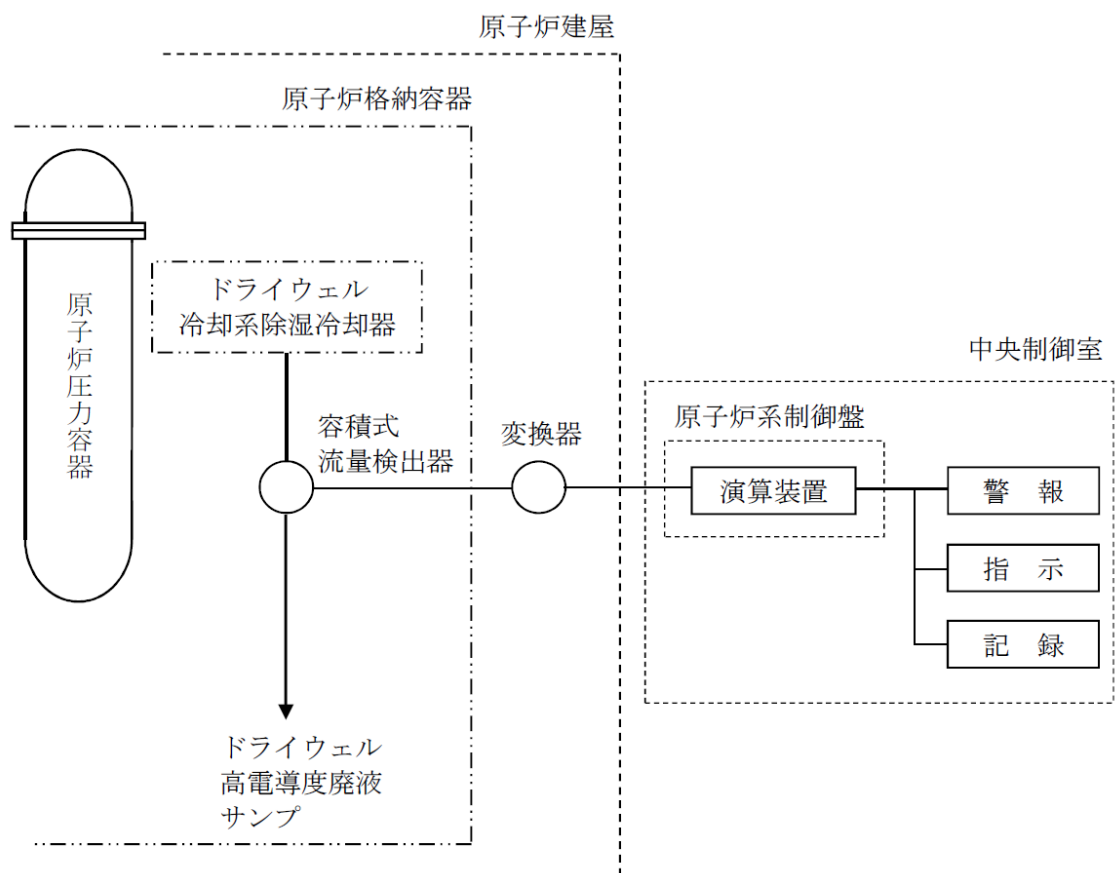 原子炉建屋
原子炉格納容器
原子炉圧力容器
ドライウェル
冷却系除湿冷却器
容積式
流量検出器
変換器
中央制御室
原子炉系制御盤
演算装置
警 報
指 示
記 録
ドライウェル
高電導度廃液
サンプ